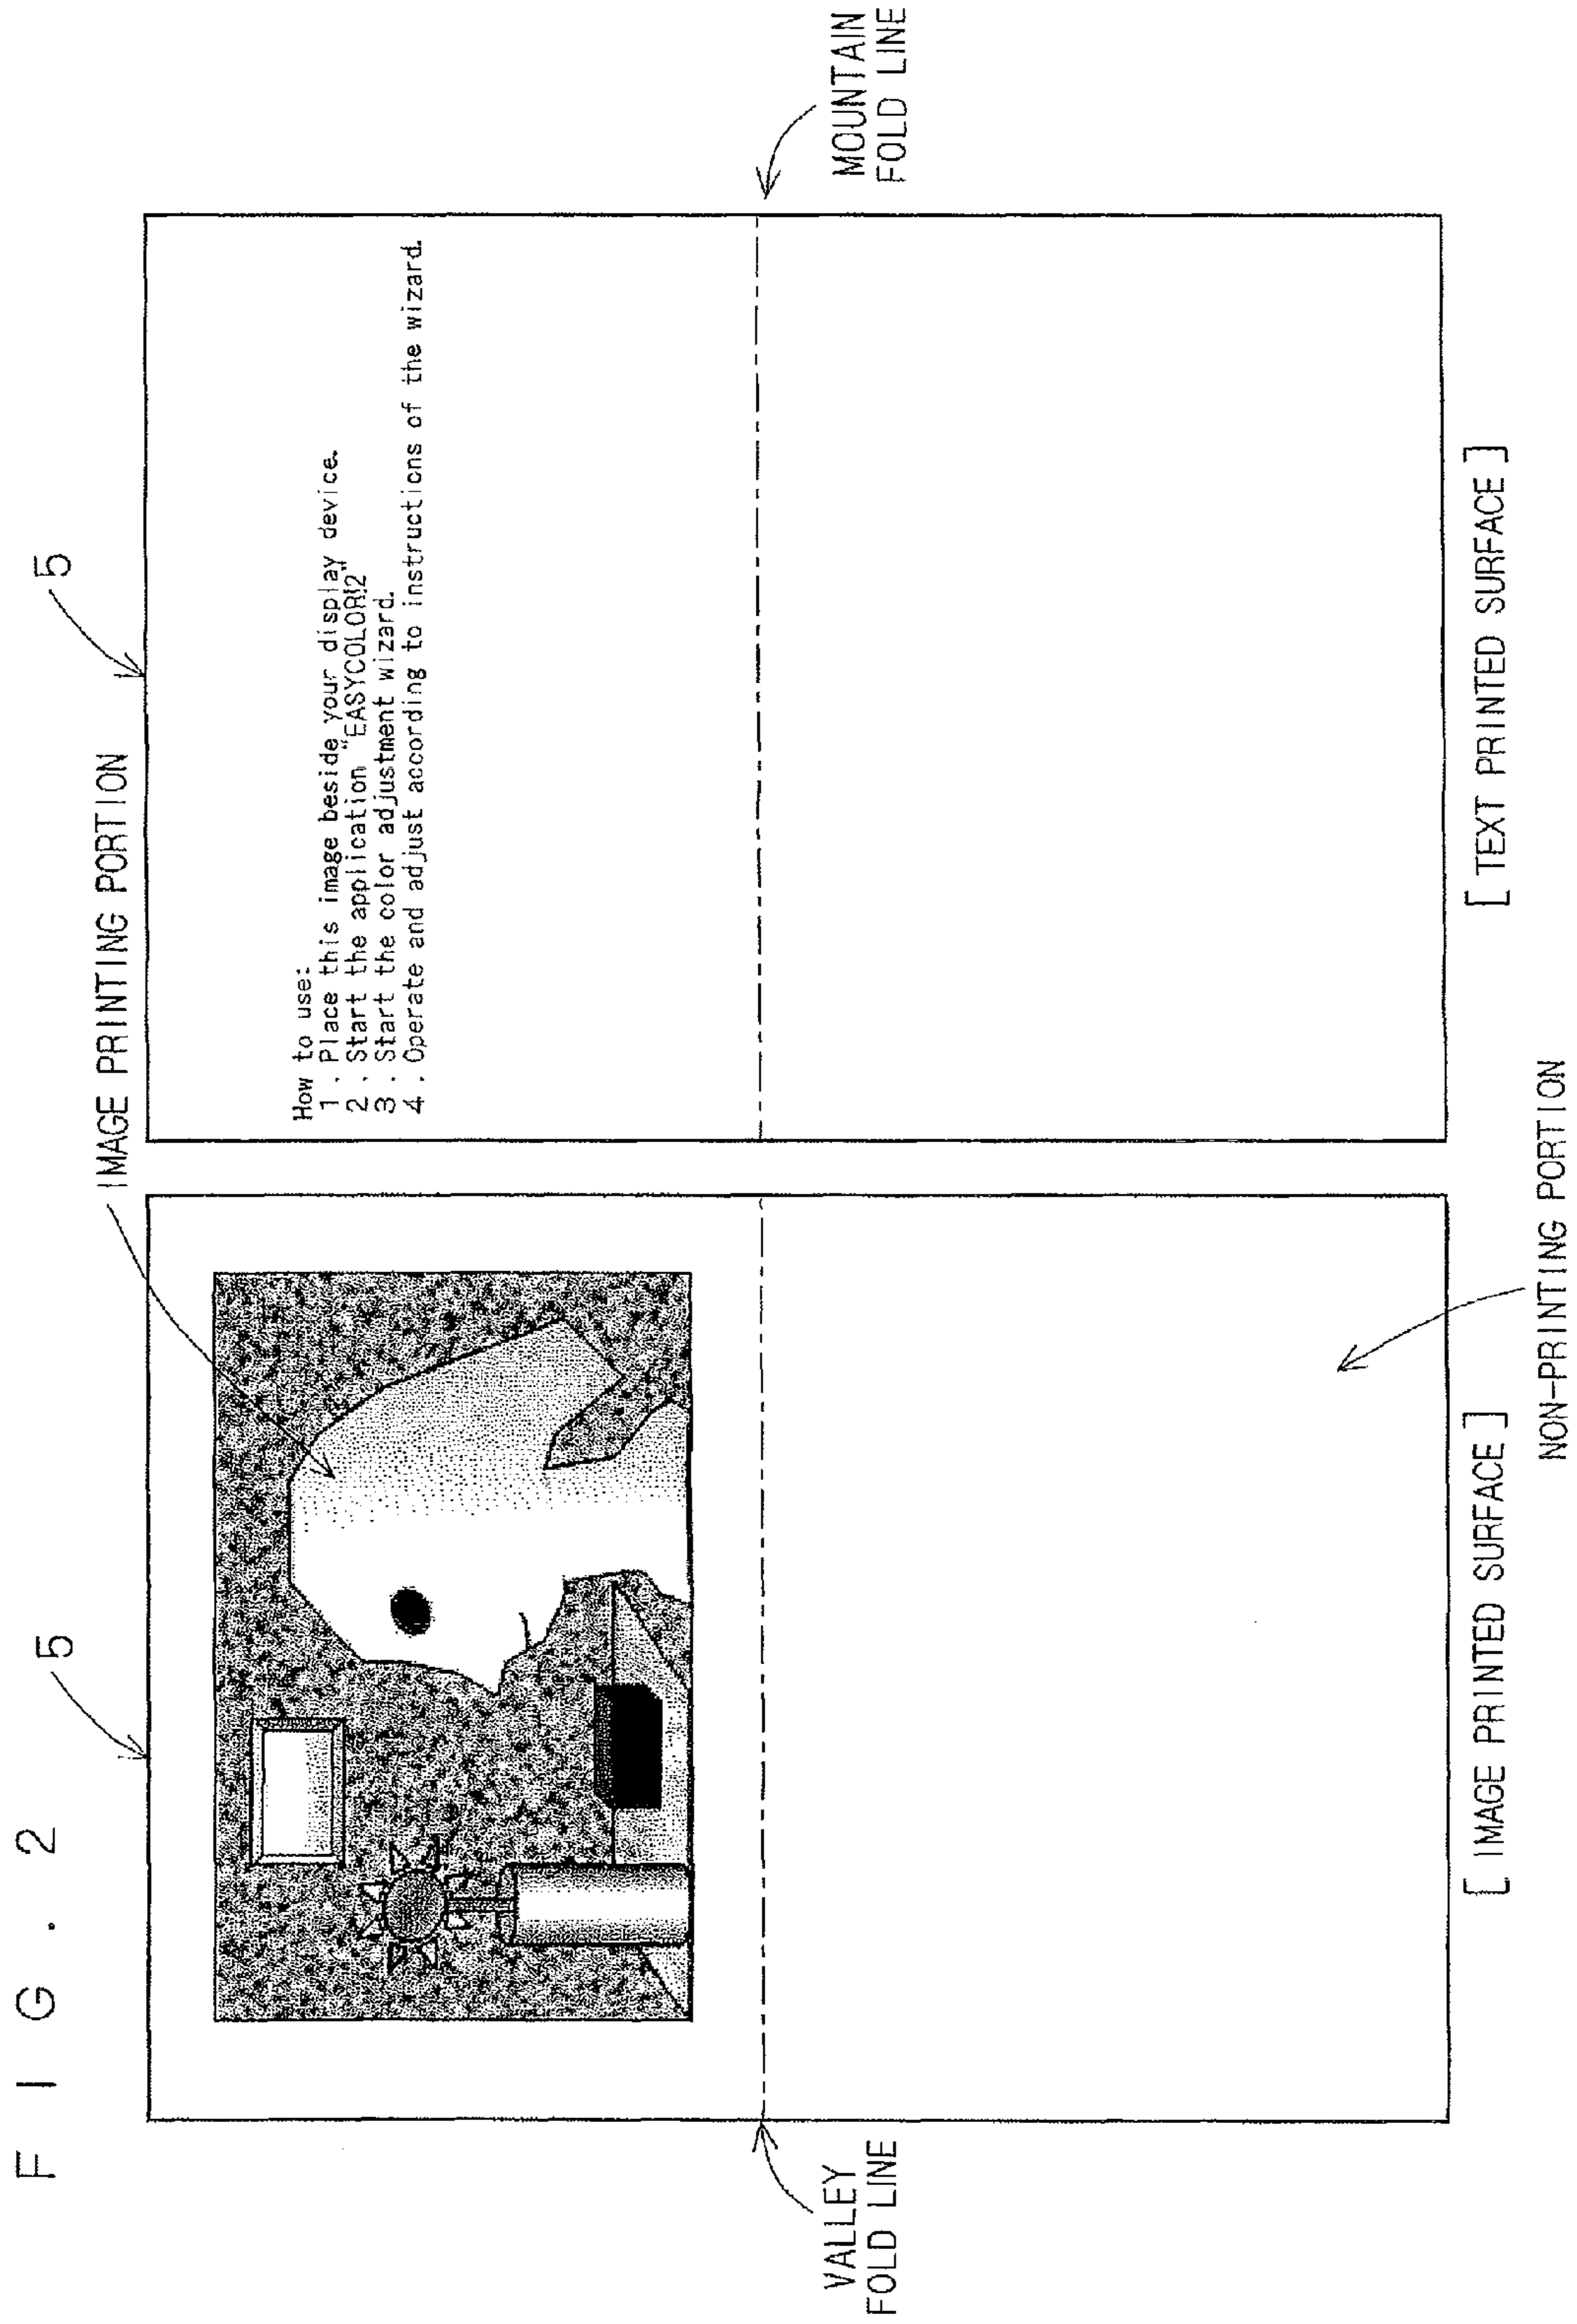 FIG. 2
5
IMAGE PRINTING PORTION
5
How to use:
1. Place this image beside your display device.
2. Start the application "EASYCOLOR!2"
3. Start the color adjustment wizard.
4. Operate and adjust according to instructions of the wizard.
VALLEY
FOLD LINE
MOUNTAIN
FOLD LINE
[ IMAGE PRINTED SURFACE ]
[ TEXT PRINTED SURFACE ]
NON-PRINTING PORTION